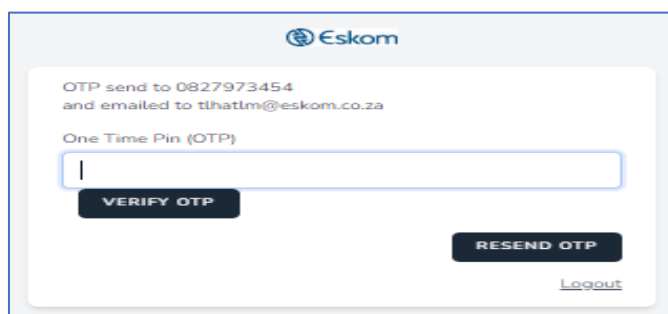 Eskom
OTP send to 0827973454
and emailed to tlhatlm@eskom.co.za
One Time Pin (OTP)
VERIFY OTP
RESEND OTP
Logout